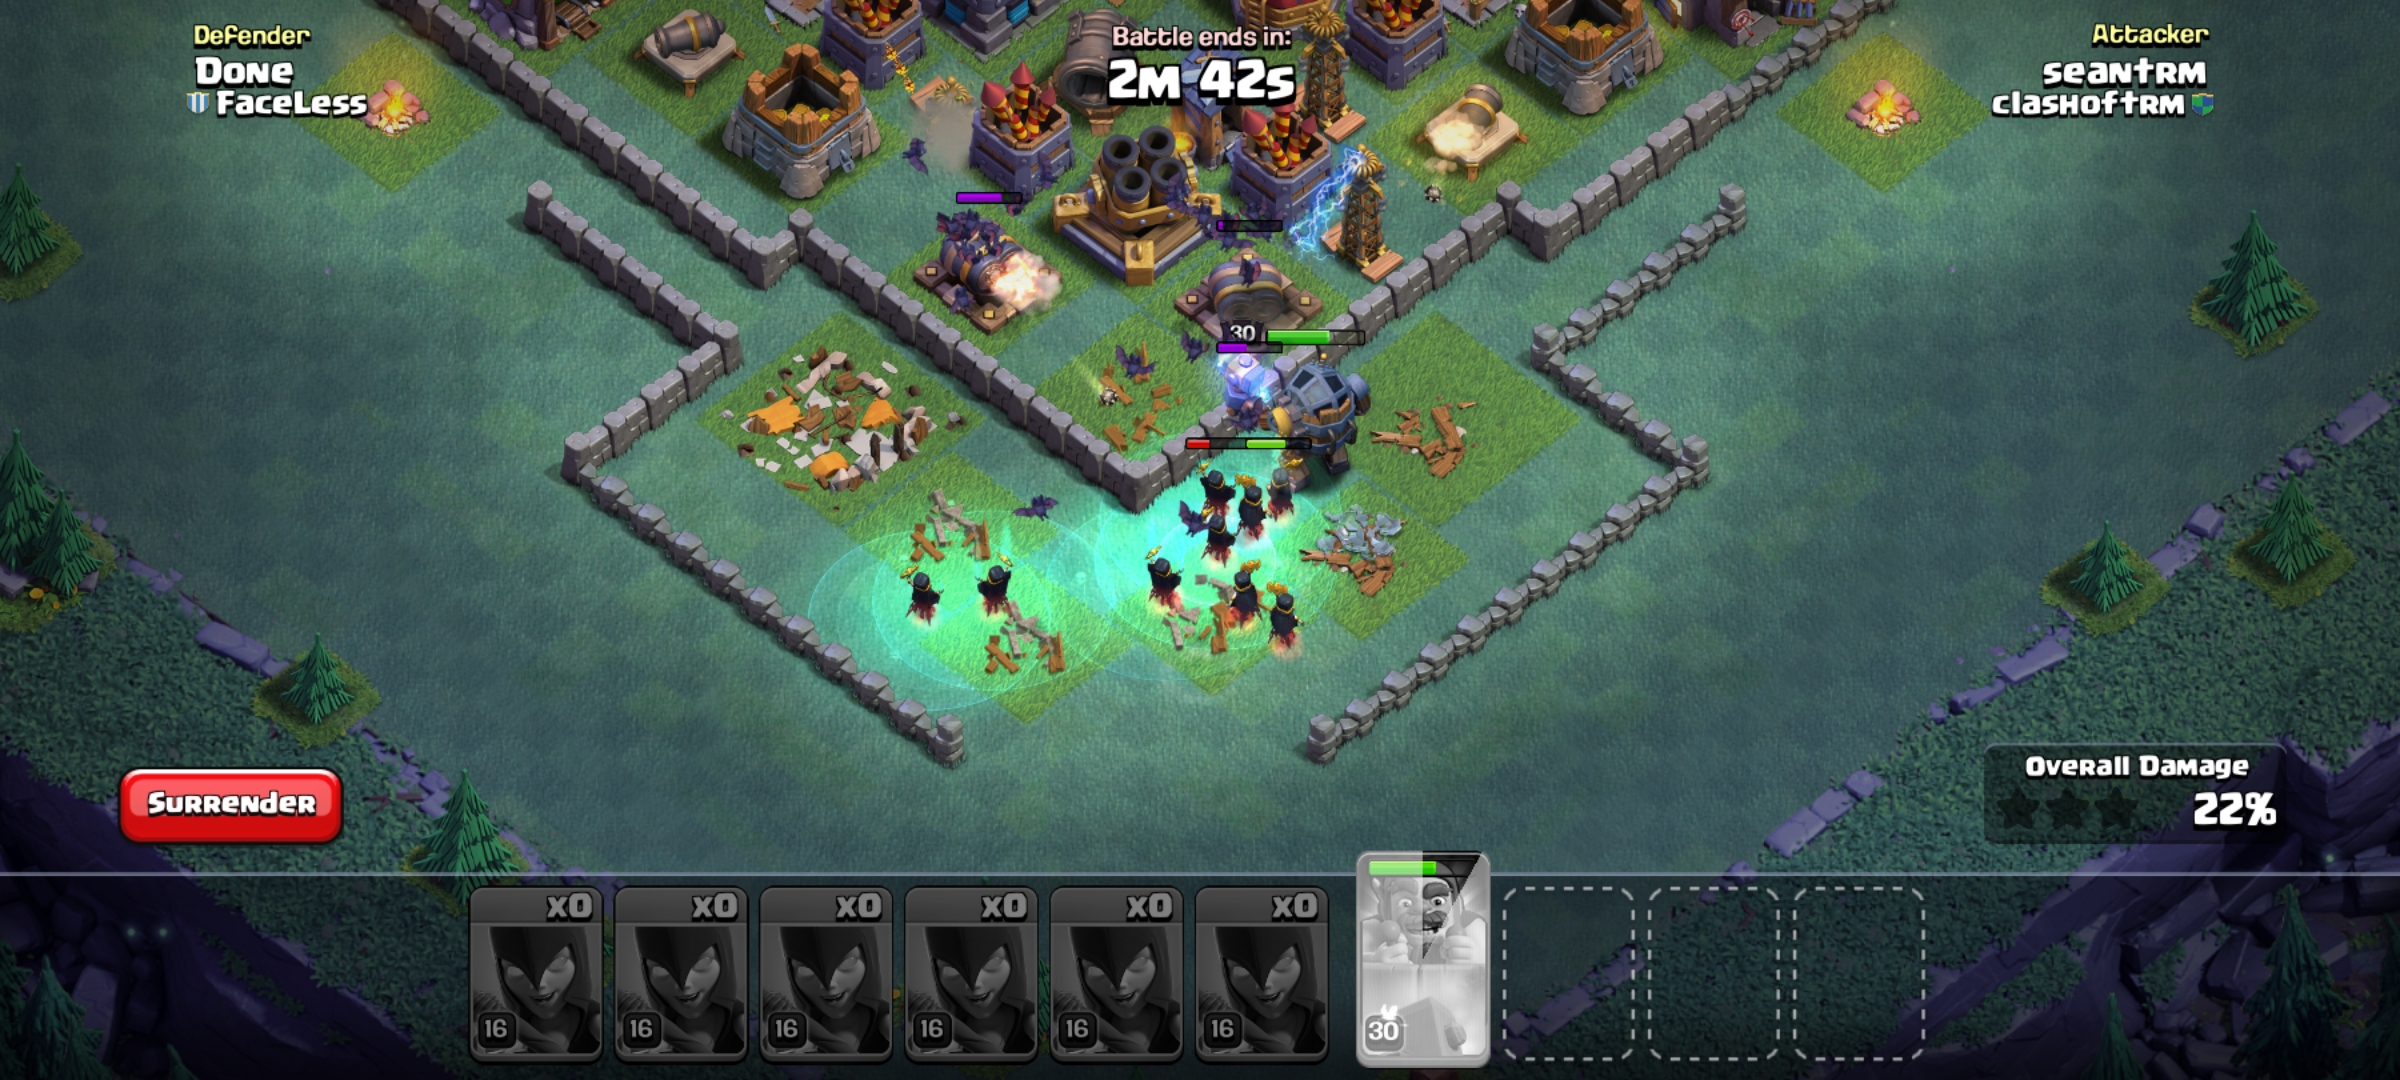 Defender
Done
FaceLess
Battle ends in:
2M 42s
Attacker
seantRM
clashoftRM
30
Surrender
Overall Damage
22%
x0
x0
x0
x0
x0
x0
16
16
16
16
16
16
30